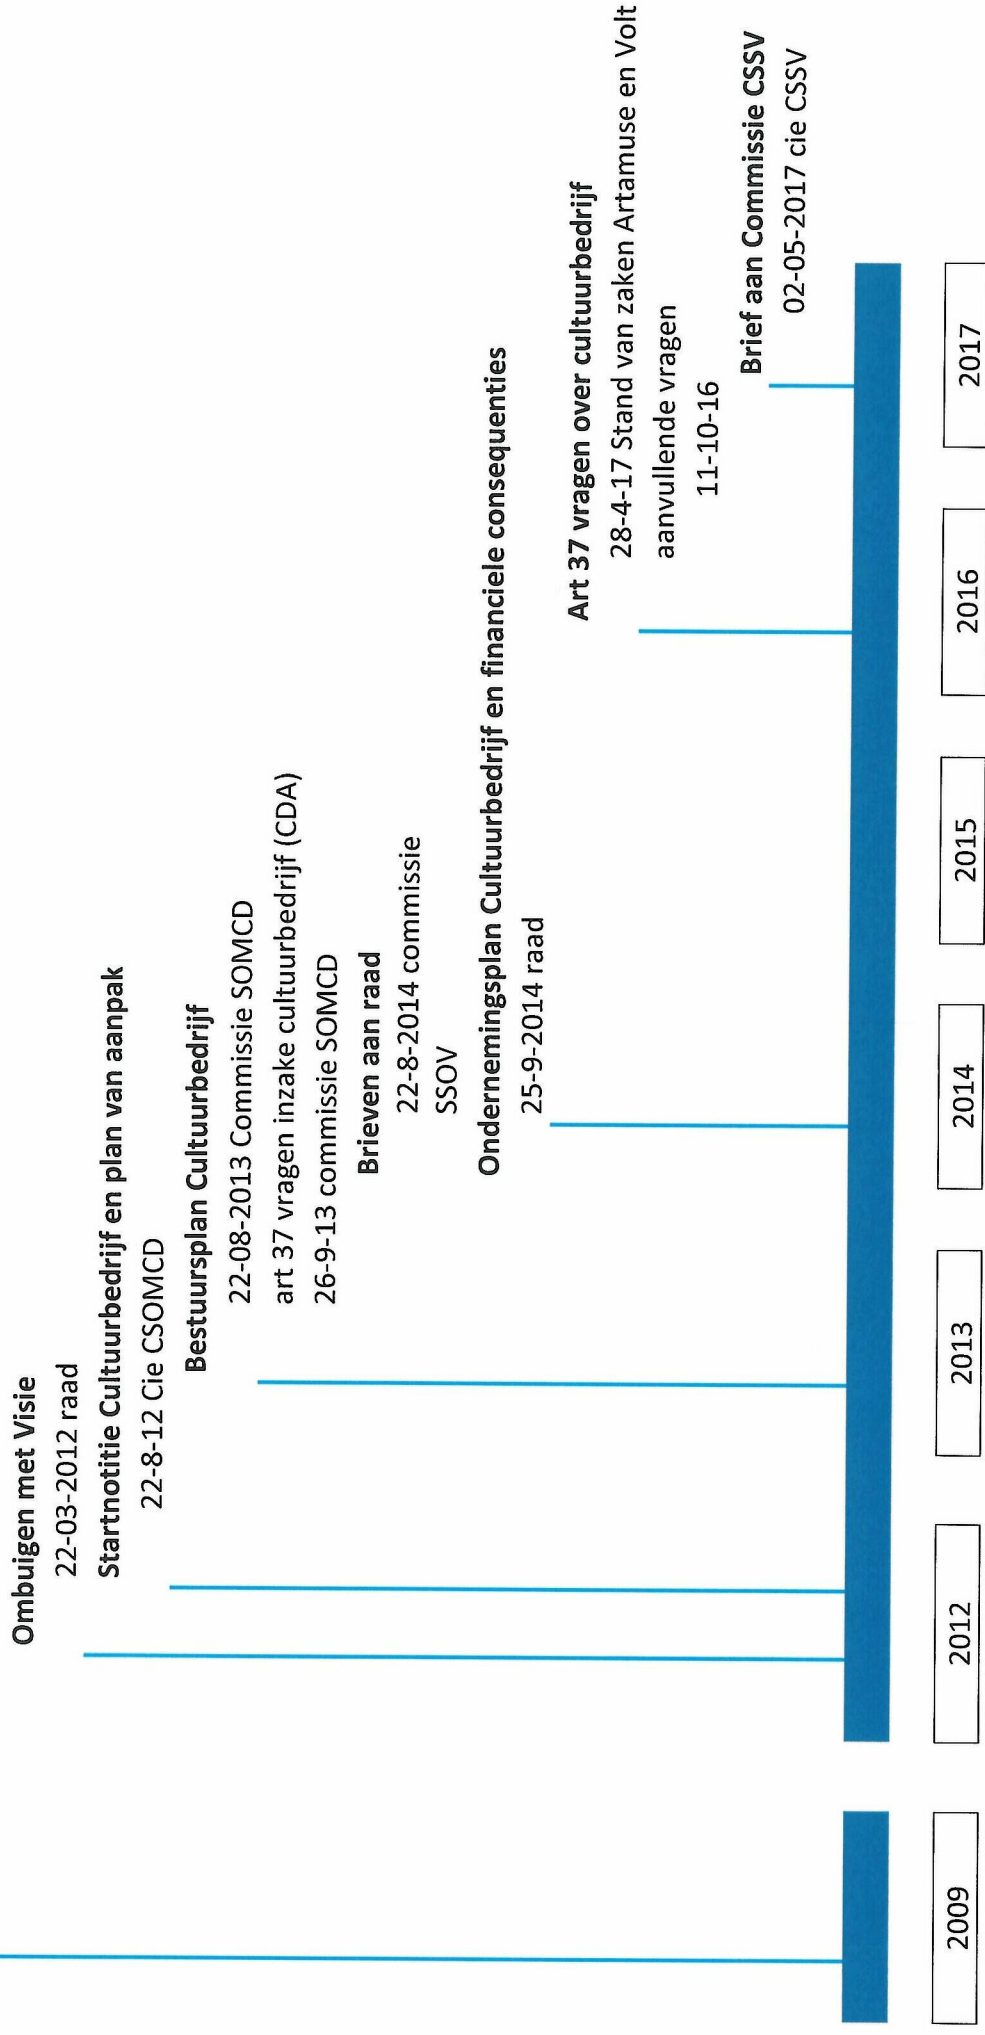 Ombuigen met Visie
22-03-2012 raad
Startnotitie Cultuurbedrijf en plan van aanpak
22-8-12 Cie CSOMCD
Bestuursplan Cultuurbedrijf
22-08-2013 Commissie SOMCD
art 37 vragen inzake cultuurbedrijf (CDA)
26-9-13 commissie SOMCD
Brieven aan raad
22-8-2014 commissie
SSOV
Ondernemingsplan Cultuurbedrijf en financiele consequenties
25-9-2014 raad
Art 37 vragen over cultuurbedrijf
28-4-17 Stand van zaken Artamuse en Volt
aanvullende vragen
11-10-16
Brief aan Commissie CSSV
02-05-2017 cie CSSV
2009
2012
2013
2014
2015
2016
2017